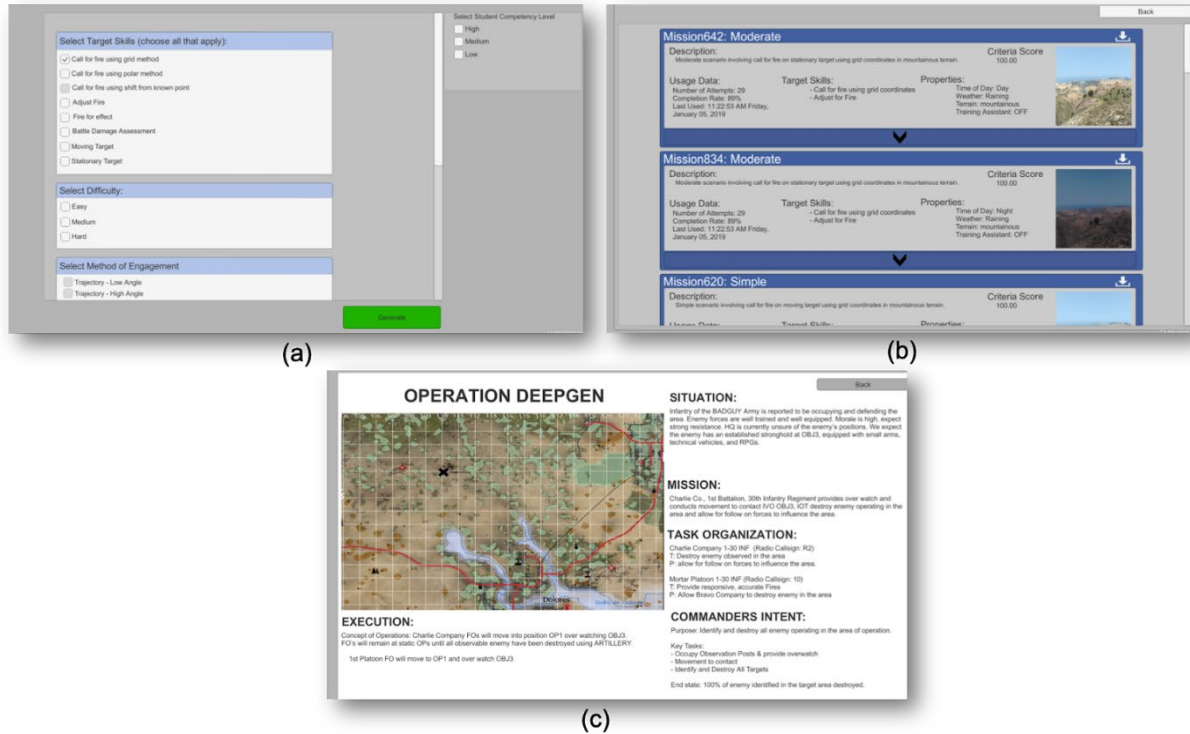 Select Target Skills (choose all that apply):
Call for fire using grid method
Call for fire using polar method
Call for fire using shift from known point
Adjust Fire
Fire for effect
Battle Damage Assessment
Moving Target
Stationary Target
Select Difficulty:
Easy
Medium
Hard
Select Method of Engagement
Trajectory - Low Angle
Trajectory - High Angle
Generate
Select Student Competency Level
High
Medium
Low
(a)
Back
Mission642: Moderate
Description:
Moderate scenario involving call for fire on stationary target using grid coordinates in mountainous terrain.
Criteria Score
100.00
Usage Data:
Number of Attempts: 29
Completion Rate: 89%
Last Used: 11:22:53 AM Friday,
January 05, 2019
Target Skills:
- Call for fire using grid coordinates
- Adjust for Fire
Properties:
Time of Day: Day
Weather: Raining
Terrain: mountainous
Training Assistant: OFF
Mission834: Moderate
Description:
Moderate scenario involving call for fire on stationary target using grid coordinates in mountainous terrain.
Criteria Score
100.00
Usage Data:
Number of Attempts: 29
Completion Rate: 89%
Last Used: 11:22:53 AM Friday,
January 05, 2019
Target Skills:
- Call for fire using grid coordinates
- Adjust for Fire
Properties:
Time of Day: Night
Weather: Raining
Terrain: mountainous
Training Assistant: OFF
Mission620: Simple
Description:
Simple scenario involving call for fire on moving target using grid coordinates in mountainous terrain.
Criteria Score
100.00
Usage Data:
Target Skills:
Properties:
(b)
OPERATION DEEPGEN
Dolores
EXECUTION:
Concept of Operations: Charlie Company FOs will move into position OP1 over watching OBJ3.
FO's will remain at static OPs until all observable enemy have been destroyed using ARTILLERY.
1st Platoon FO will move to OP1 and over watch OBJ3
Back
SITUATION:
Infantry of the BADGUY Army is reported to be occupying and defending the
area. Enemy forces are well trained and well equipped. Morale is high, expect
strong resistance. HQ is currently unsure of the enemy's positions. We expect
the enemy has an established stronghold at OBJ3, equipped with small arms,
technical vehicles, and RPGs.
MISSION:
Charlie Co., 1st Battalion, 30th Infantry Regiment provides over watch and
conducts movement to contact IVO OBJ3, IOT destroy enemy operating in the
area and allow for follow on forces to influence the area.
TASK ORGANIZATION:
Charlie Company 1-30 INF (Radio Callsign: R2)
T: Destroy enemy observed in the area
P: allow for follow on forces to influence the area.
Mortar Platoon 1-30 INF (Radio Callsign: 10)
T: Provide responsive, accurate Fires
P: Allow Bravo Company to destroy enemy in the area
COMMANDERS INTENT:
Purpose: Identify and destroy all enemy operating in the area of operation.
Key Tasks:
- Occupy Observation Posts & provide overwatch
- Movement to contact
- Identify and Destroy All Targets
End state: 100% of enemy identified in the target area destroyed.
(c)